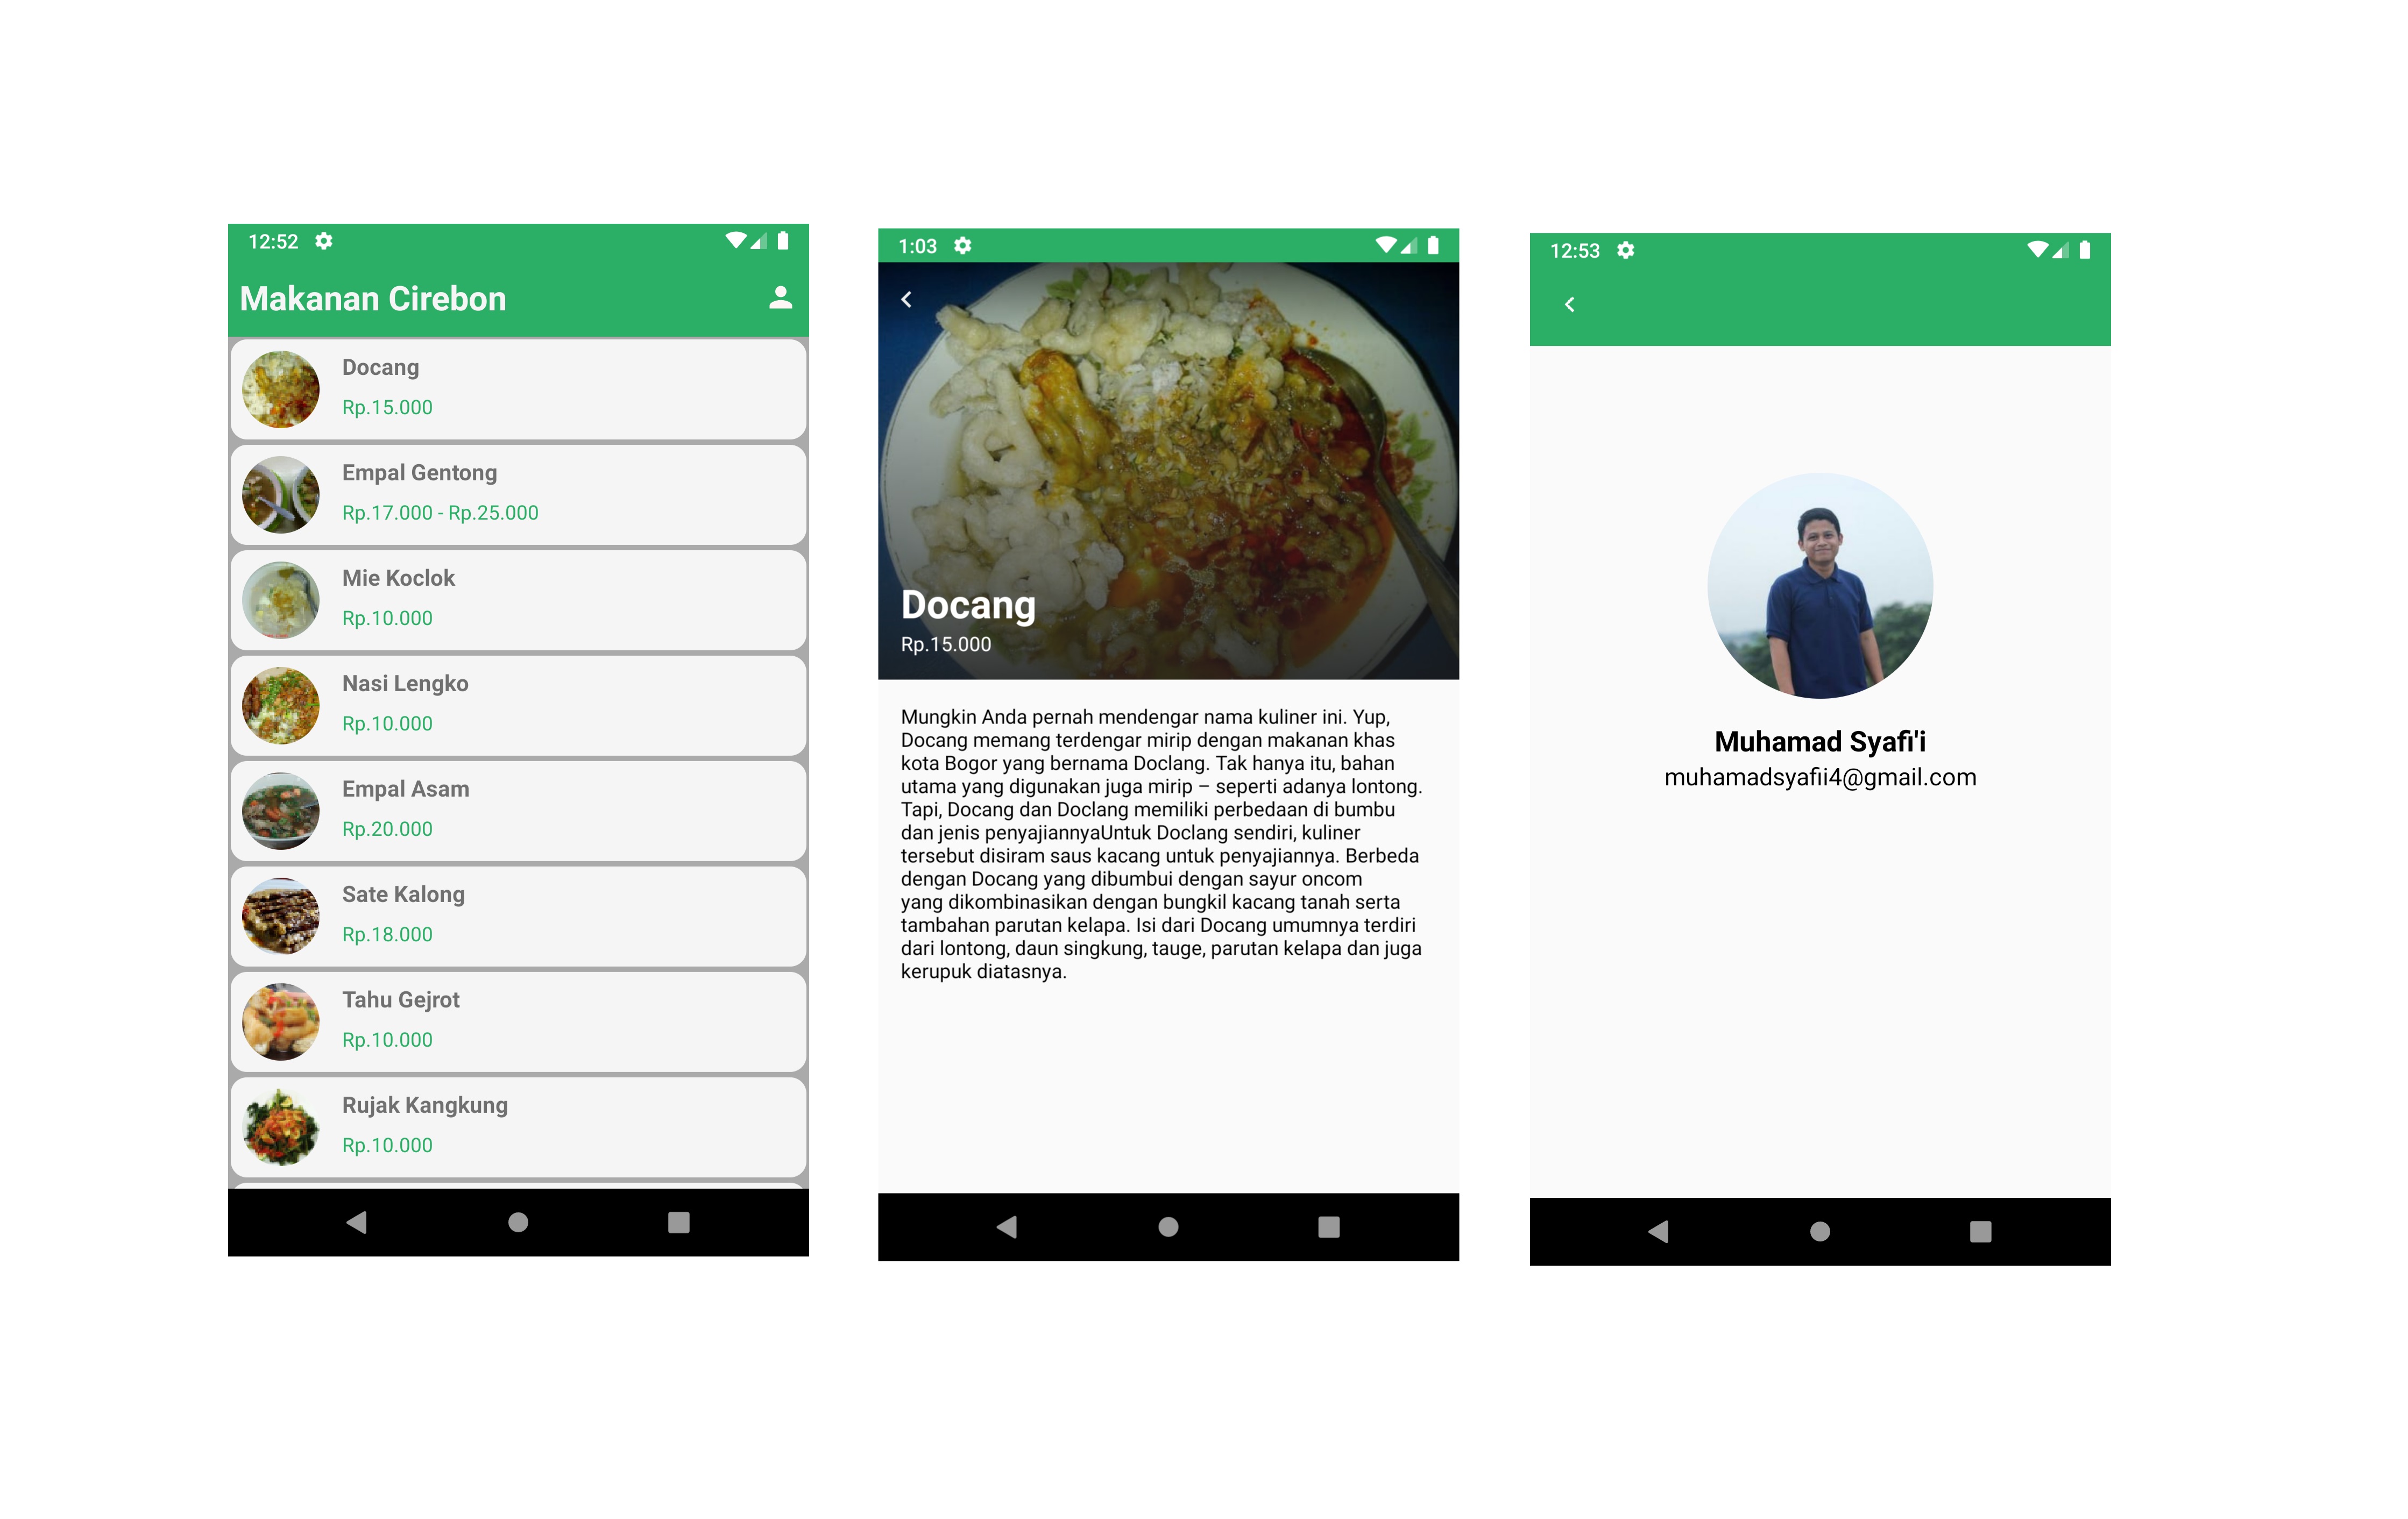 12:52
Makanan Cirebon
Docang
Rp.15.000
Empal Gentong
Rp.17.000 - Rp.25.000
Mie Koclok
Rp.10.000
Nasi Lengko
Rp.10.000
Empal Asam
Rp.20.000
Sate Kalong
Rp.18.000
Tahu Gejrot
Rp.10.000
Rujak Kangkung
Rp.10.000
1:03
Docang
Rp.15.000
Mungkin Anda pernah mendengar nama kuliner ini. Yup,
Docang memang terdengar mirip dengan makanan khas
kota Bogor yang bernama Doclang. Tak hanya itu, bahan
utama yang digunakan juga mirip – seperti adanya lontong.
Tapi, Docang dan Doclang memiliki perbedaan di bumbu
dan jenis penyajiannyaUntuk Doclang sendiri, kuliner
tersebut disiram saus kacang untuk penyajiannya. Berbeda
dengan Docang yang dibumbui dengan sayur oncom
yang dikombinasikan dengan bungkil kacang tanah serta
tambahan parutan kelapa. Isi dari Docang umumnya terdiri
dari lontong, daun singkung, tauge, parutan kelapa dan juga
kerupuk diatasnya.
12:53
Muhamad Syafi'i
muhamadsyafii4@gmail.com